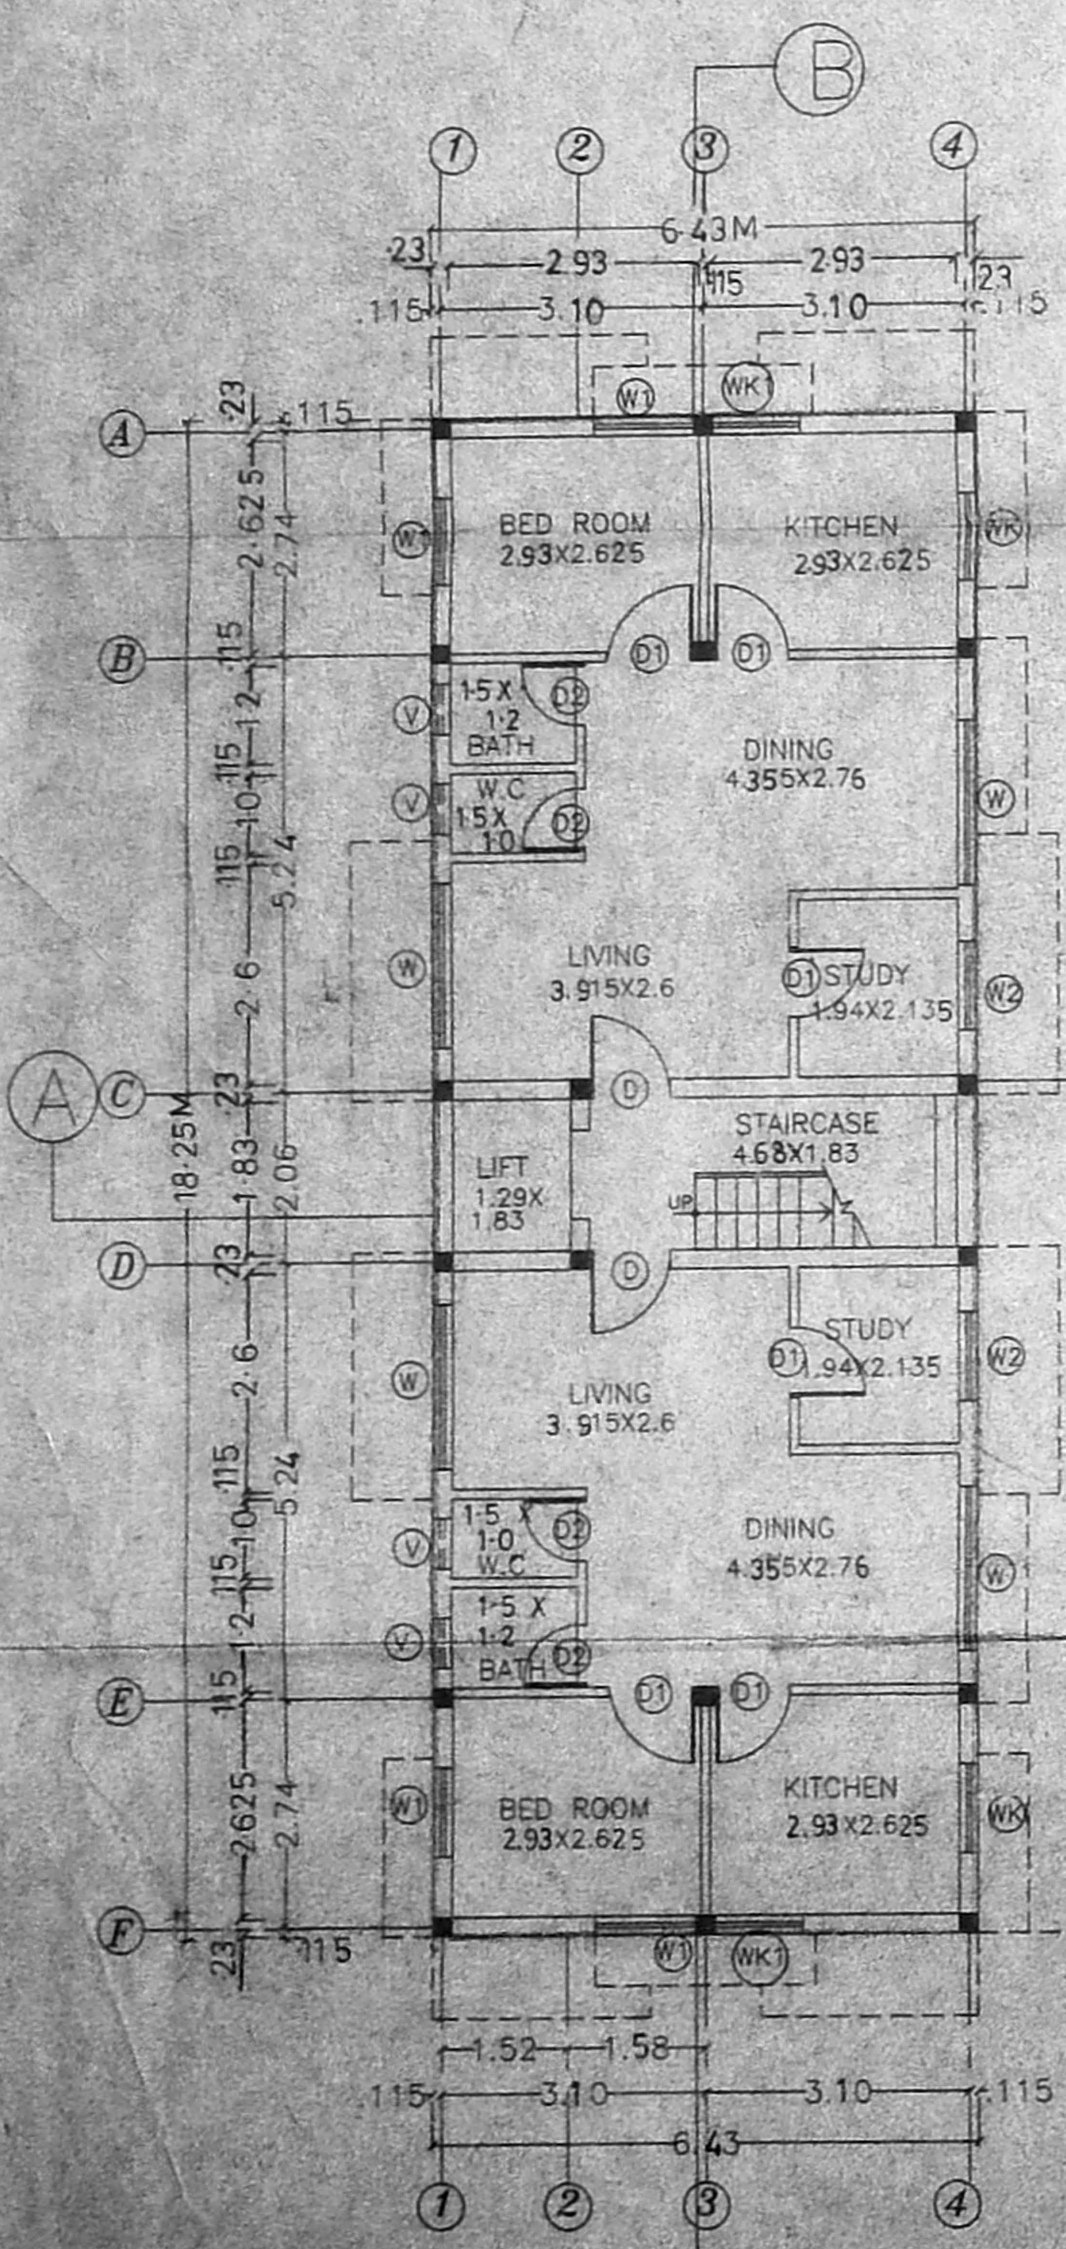 B
1 2 3 4
6.43M
.23 2.93 2.93 .23
.115
.115 3.10 3.10 .115
W1 WK1
A
.23
.115
2.625
2.74
W1
BED ROOM
2.93X2.625
KITCHEN
2.93X2.625
WK
B
.115
D1 D1
V
1.5X
1.2
BATH
D2
1.2
.115
DINING
4.355X2.76
V
W.C
1.5X
1.0
D2
W
1.0
.115
5.24
W
LIVING
3.915X2.6
D1 STUDY
1.94X2.135
W2
2.6
A
C
.23
D
18.25M
1.83
2.06
STAIRCASE
4.68X1.83
LIFT
1.29X
1.83
UP
D
.23
D
W
STUDY
D1 1.94X2.135
W2
2.6
LIVING
3.915X2.6
.115
5.24
1.0
V
1.5 X
1.0
W.C
D2
DINING
4.355X2.76
W
.115
1.2
V
1.5 X
1.2
BATH
D2
E
.115
D1 D1
2.625
2.74
W1
BED ROOM
2.93X2.625
KITCHEN
2.93X2.625
WK
F
.23
.115
W1 WK1
1.52 1.58
.115 3.10 3.10 .115
6.43
1 2 3 4